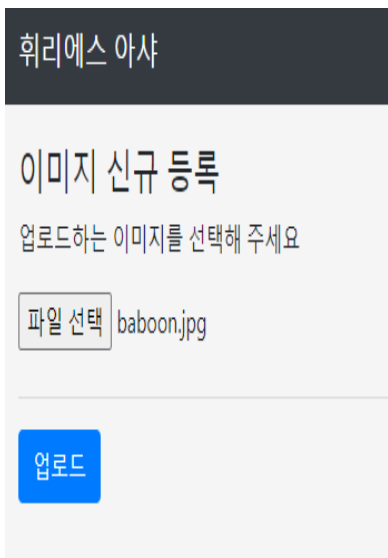 휘리에스 아샤
이미지 신규 등록
업로드하는 이미지를 선택해 주세요
파일 선택 baboon.jpg
업로드